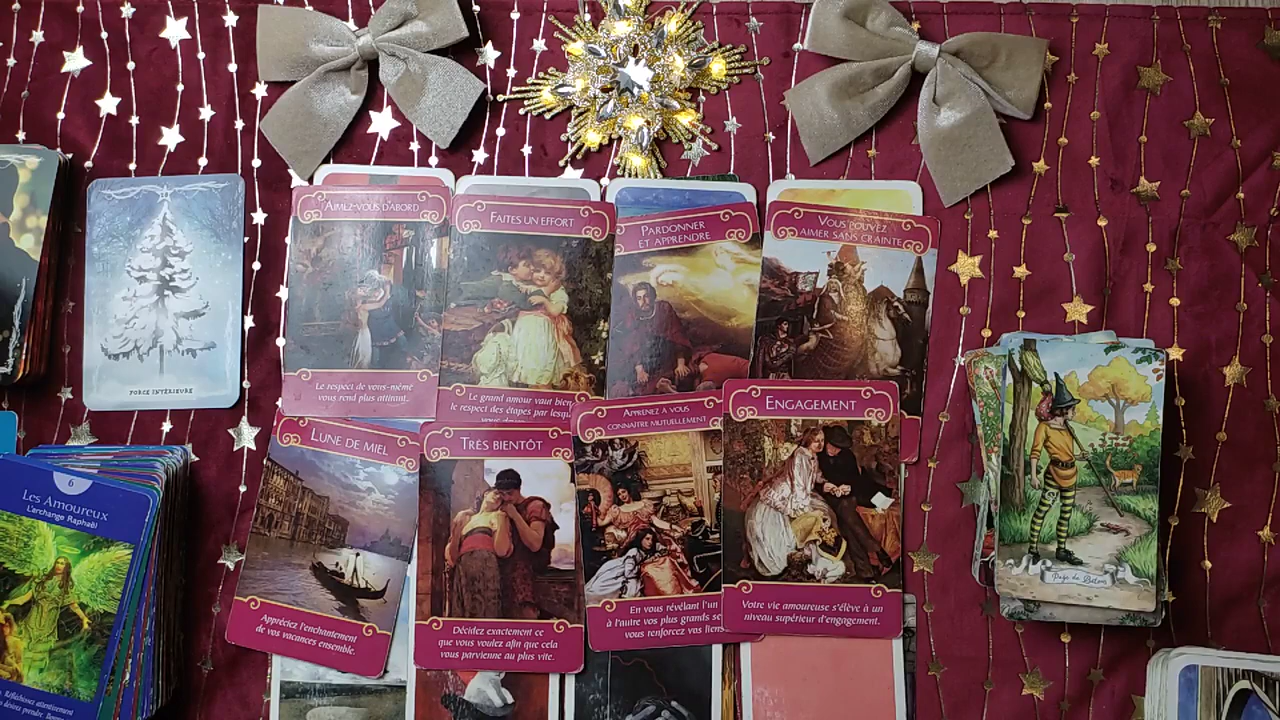 FORCE INTÉRIEURE
AIMEZ-VOUS D'ABORD
Le respect de vous-même
vous rend plus attirant.
FAITES UN EFFORT
Le grand amour vaut bien
le respect des étapes par
PARDONNER
ET APPRENDRE
VOUS POUVEZ
AIMER SANS CRAINTE
LUNE DE MIEL
Appréciez l'enchantement
de vos vacances ensemble.
TRÈS BIENTÔT
Décidez exactement ce
que vous voulez afin que cela
vous parvienne au plus vite.
APPRENEZ À VOUS
CONNAÎTRE MUTUELLEMENT
En vous révélant l'un
à l'autre vos plus grands
vous renforcez vos liens
ENGAGEMENT
Votre vie amoureuse s'élève à un
niveau supérieur d'engagement.
6
Les Amoureux
L'archange Raphaël
Réfléchissez attentivement
désirez prendre.
Page de Bâtons